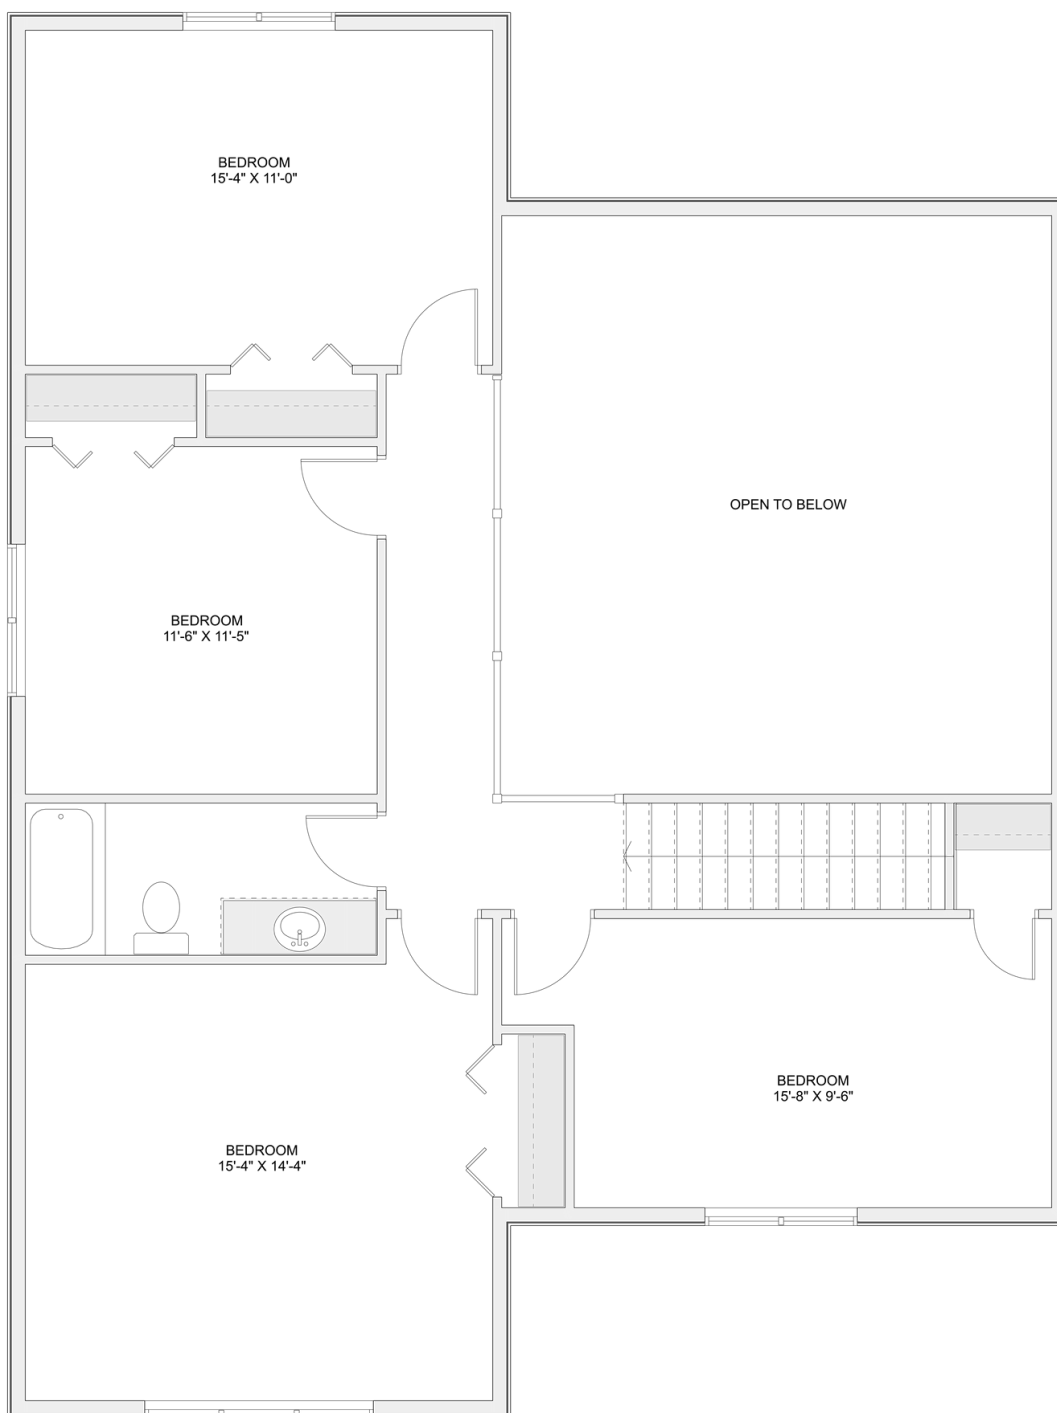 BEDROOM
15'-4" X 11'-0"
OPEN TO BELOW
BEDROOM
11'-6" X 11'-5"
BEDROOM
15'-8" X 9'-6"
BEDROOM
15'-4" X 14'-4"